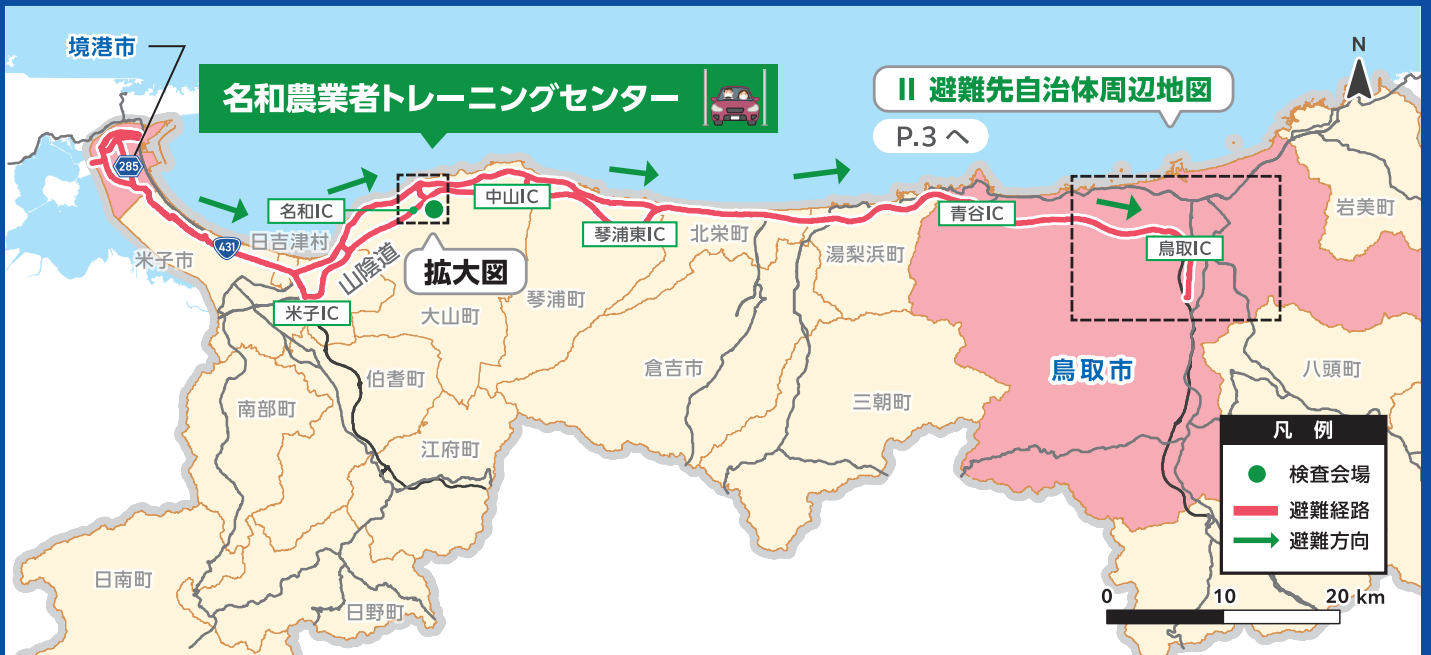 境港市
名和農業者トレーニングセンター
II 避難先自治体周辺地図
P.3 へ
N
285
名和IC
中山IC
琴浦東IC
北栄町
青谷IC
鳥取IC
岩美町
431
日吉津村
米子市
山陰道
拡大図
湯梨浜町
米子IC
大山町
琴浦町
倉吉市
鳥取市
八頭町
伯耆町
南部町
三朝町
江府町
日南町
日野町
凡 例
検査会場
避難経路
避難方向
0 10 20 km